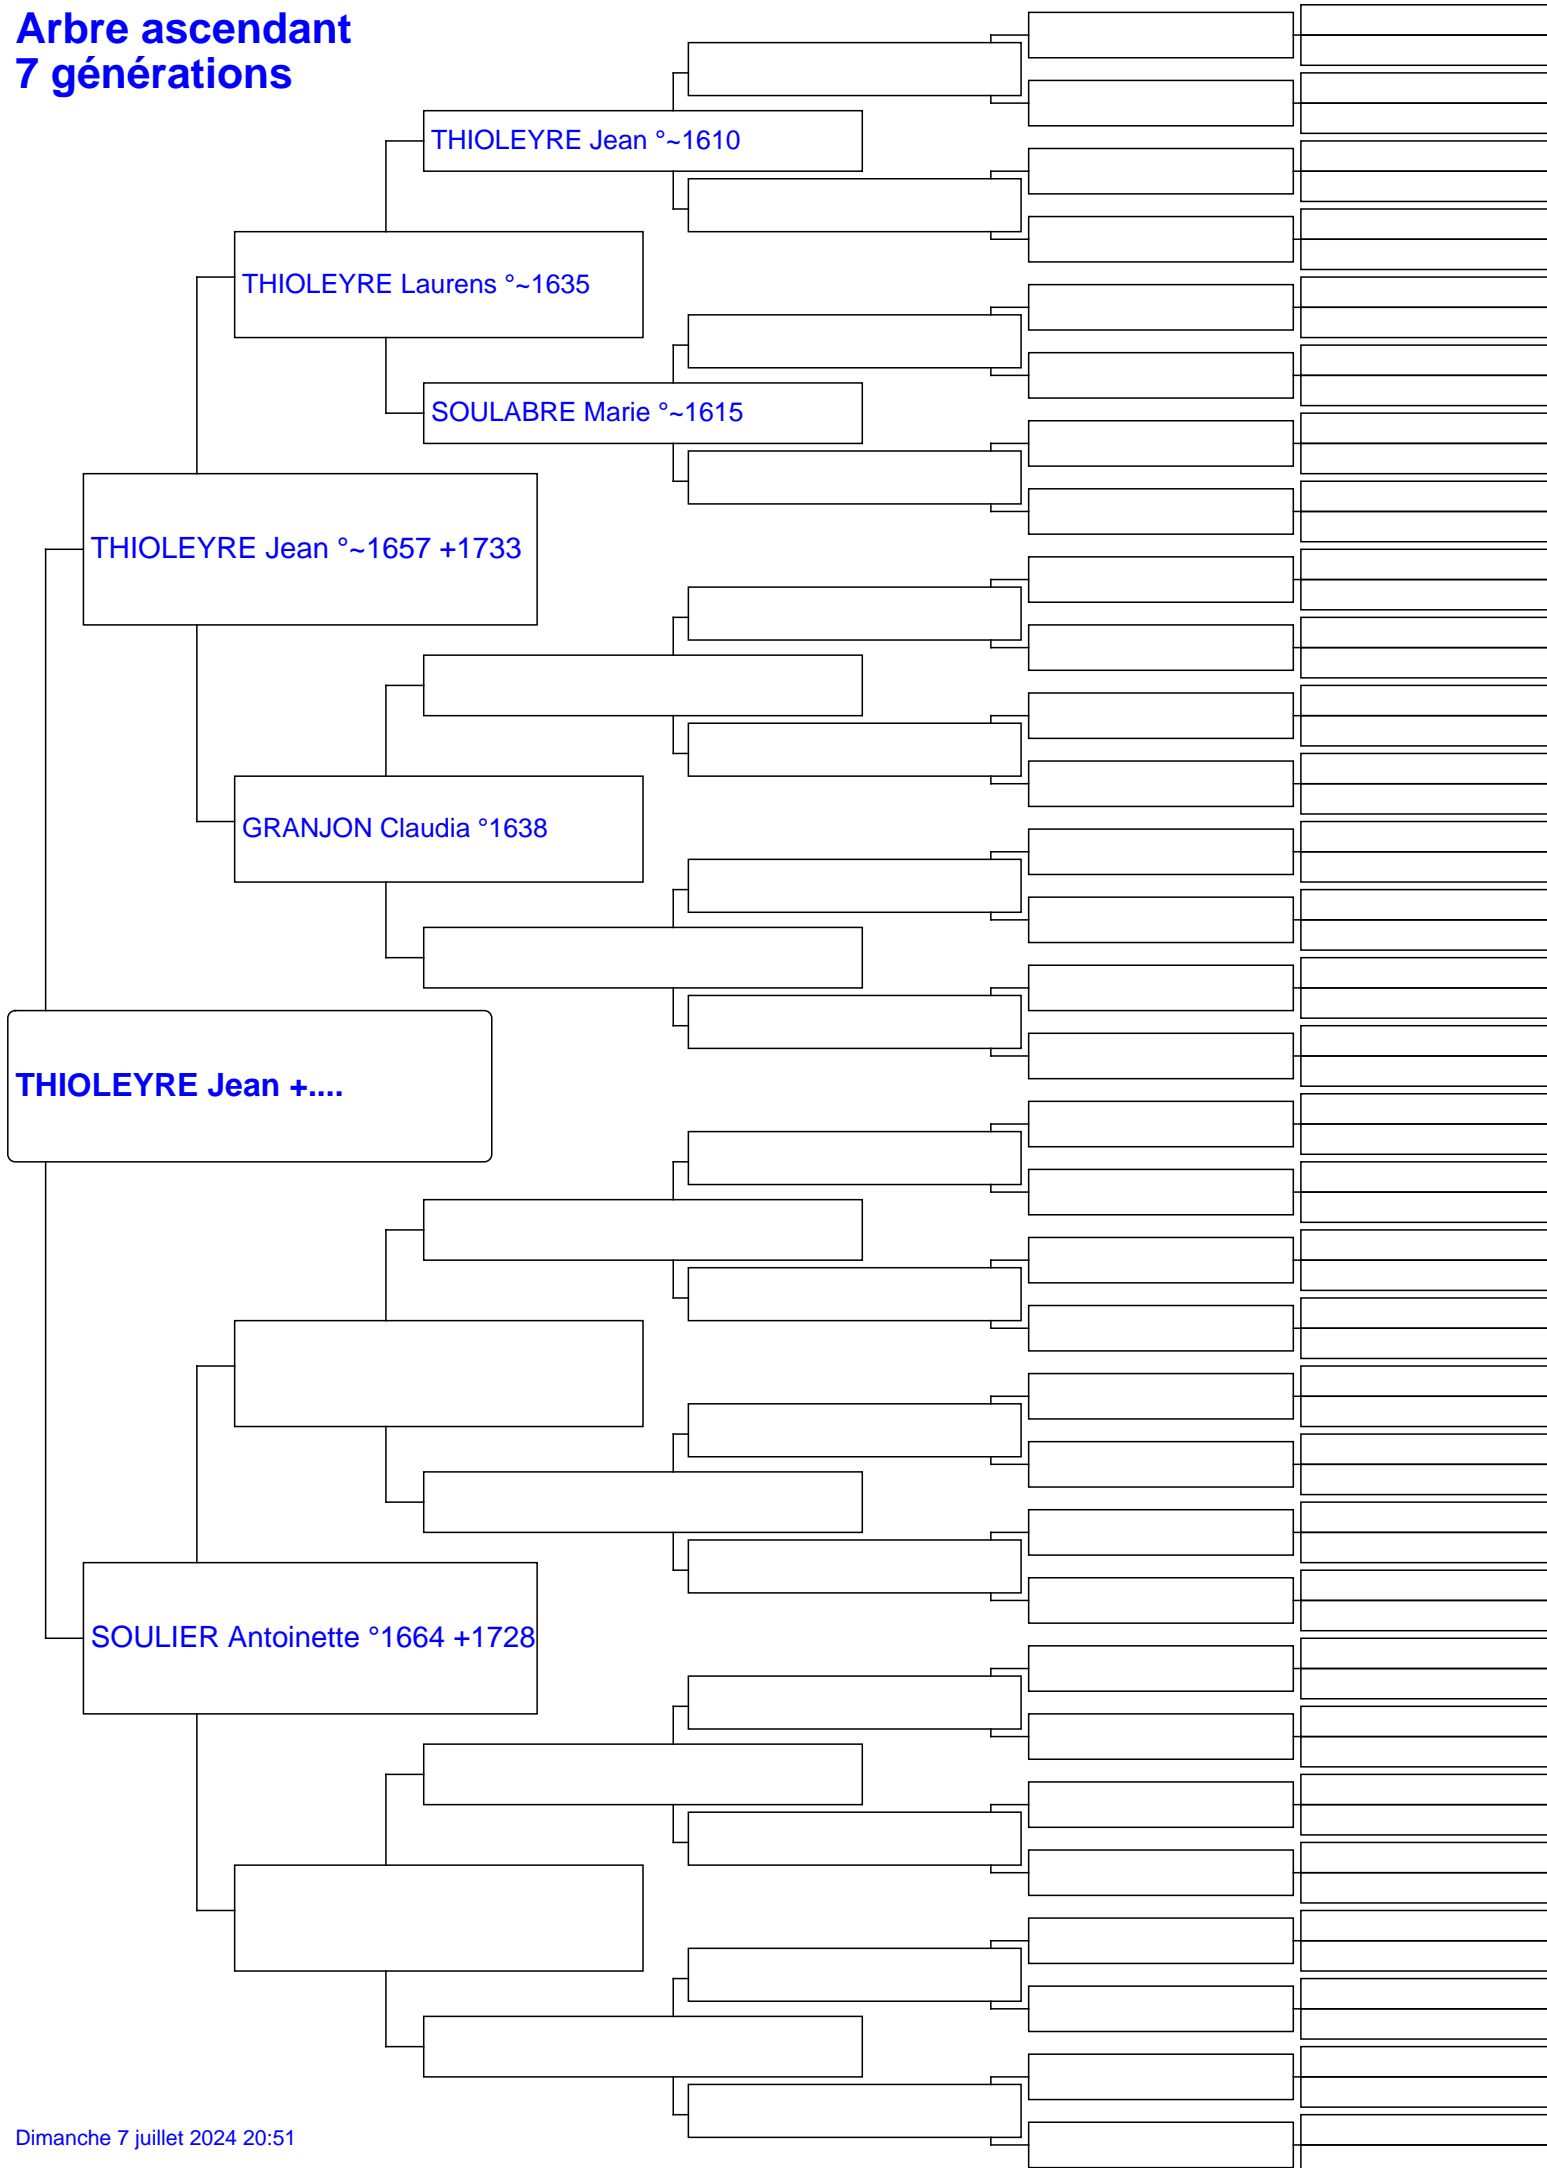 Arbre ascendant
7 générations
THIOLEYRE Jean °~1610
THIOLEYRE Laurens °~1635
SOULABRE Marie °~1615
THIOLEYRE Jean °~1657 +1733
GRANJON Claudia °1638
THIOLEYRE Jean +....
SOULIER Antoinette °1664 +1728
Dimanche 7 juillet 2024 20:51